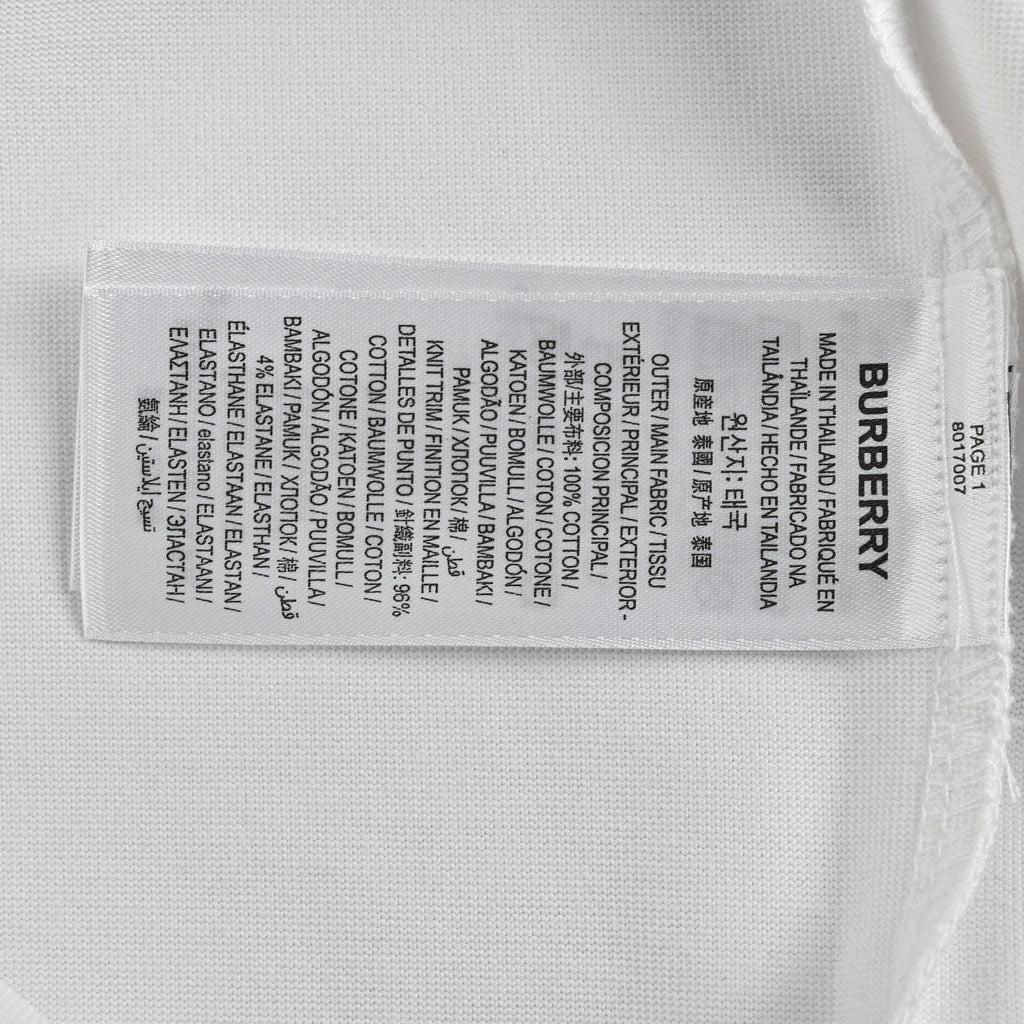 PAGE 1
8017007
BURBERRY
MADE IN THAILAND / FABRIQUÉ EN
THAÏLANDE / FABRICADO NA
TAILÂNDIA / HECHO EN TAILANDIA
원산지: 태국
原産地 泰國 / 原产地 泰国
OUTER / MAIN FABRIC / TISSU
EXTÉRIEUR / PRINCIPAL / EXTERIOR-
COMPOSICION PRINCIPAL /
外部/主要布料: 100% COTTON /
BAUMWOLLE / COTON / COTONE /
KATOEN / BOMULL / ALGODÓN /
ALGODÃO / PUUVILLA / BAMBAKI /
PAMUK / ХЛОПОК / 棉 / قطن
KNIT TRIM / FINITION EN MAILLE /
DETALLES DE PUNTO / 針織副料: 96%
COTTON / BAUMWOLLE / COTON /
COTONE / KATOEN / BOMULL /
ALGODÓN / ALGODÃO / PUUVILLA /
BAMBAKI / PAMUK / ХЛОПОК / 棉 / قطن
4% ELASTANE / ELASTHAN /
ÉLASTHANE / ELASTAAN / ELASTAN /
ELASTANO / elastano / ELASTAANI /
ΕΛΑΣΤΑΝΗ / ELASTEN / ЭЛАСТАН /
氨綸 / نسيج إيلاستين